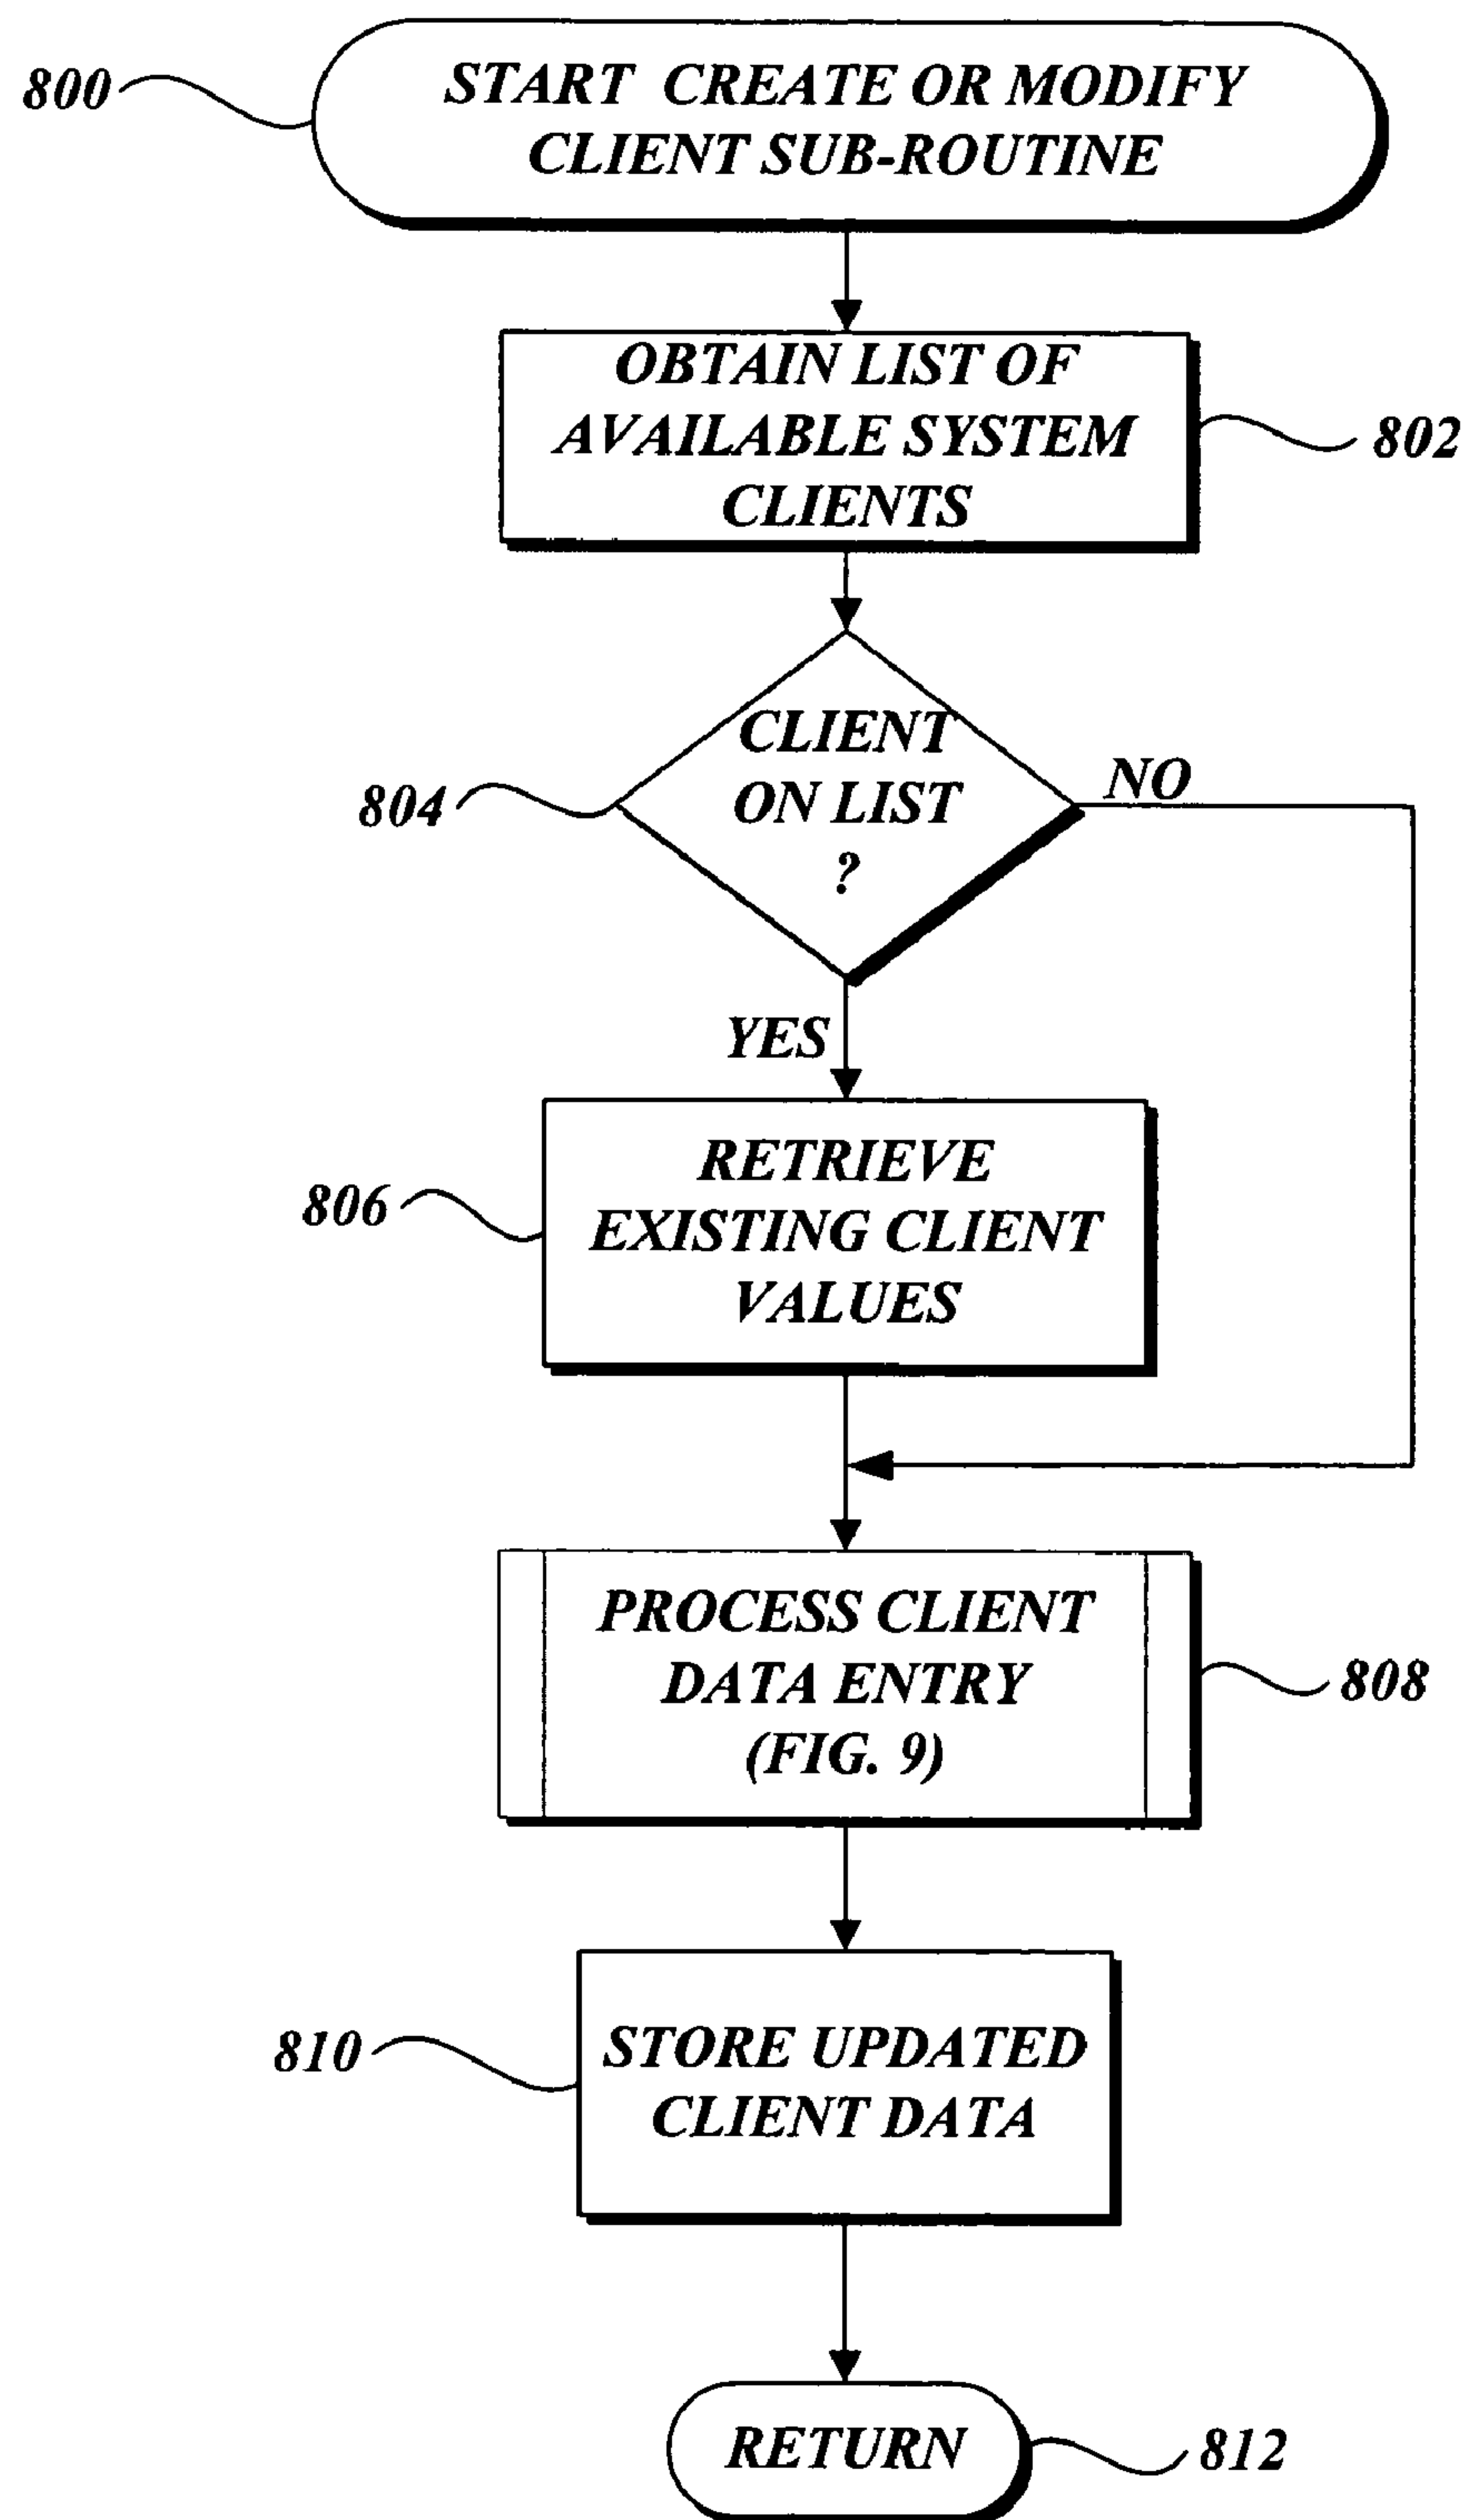 800
START CREATE OR MODIFY
CLIENT SUB-ROUTINE
OBTAIN LIST OF
AVAILABLE SYSTEM
CLIENTS
802
CLIENT
ON LIST
?
804
NO
YES
RETRIEVE
EXISTING CLIENT
VALUES
806
PROCESS CLIENT
DATA ENTRY
(FIG. 9)
808
STORE UPDATED
CLIENT DATA
810
RETURN
812